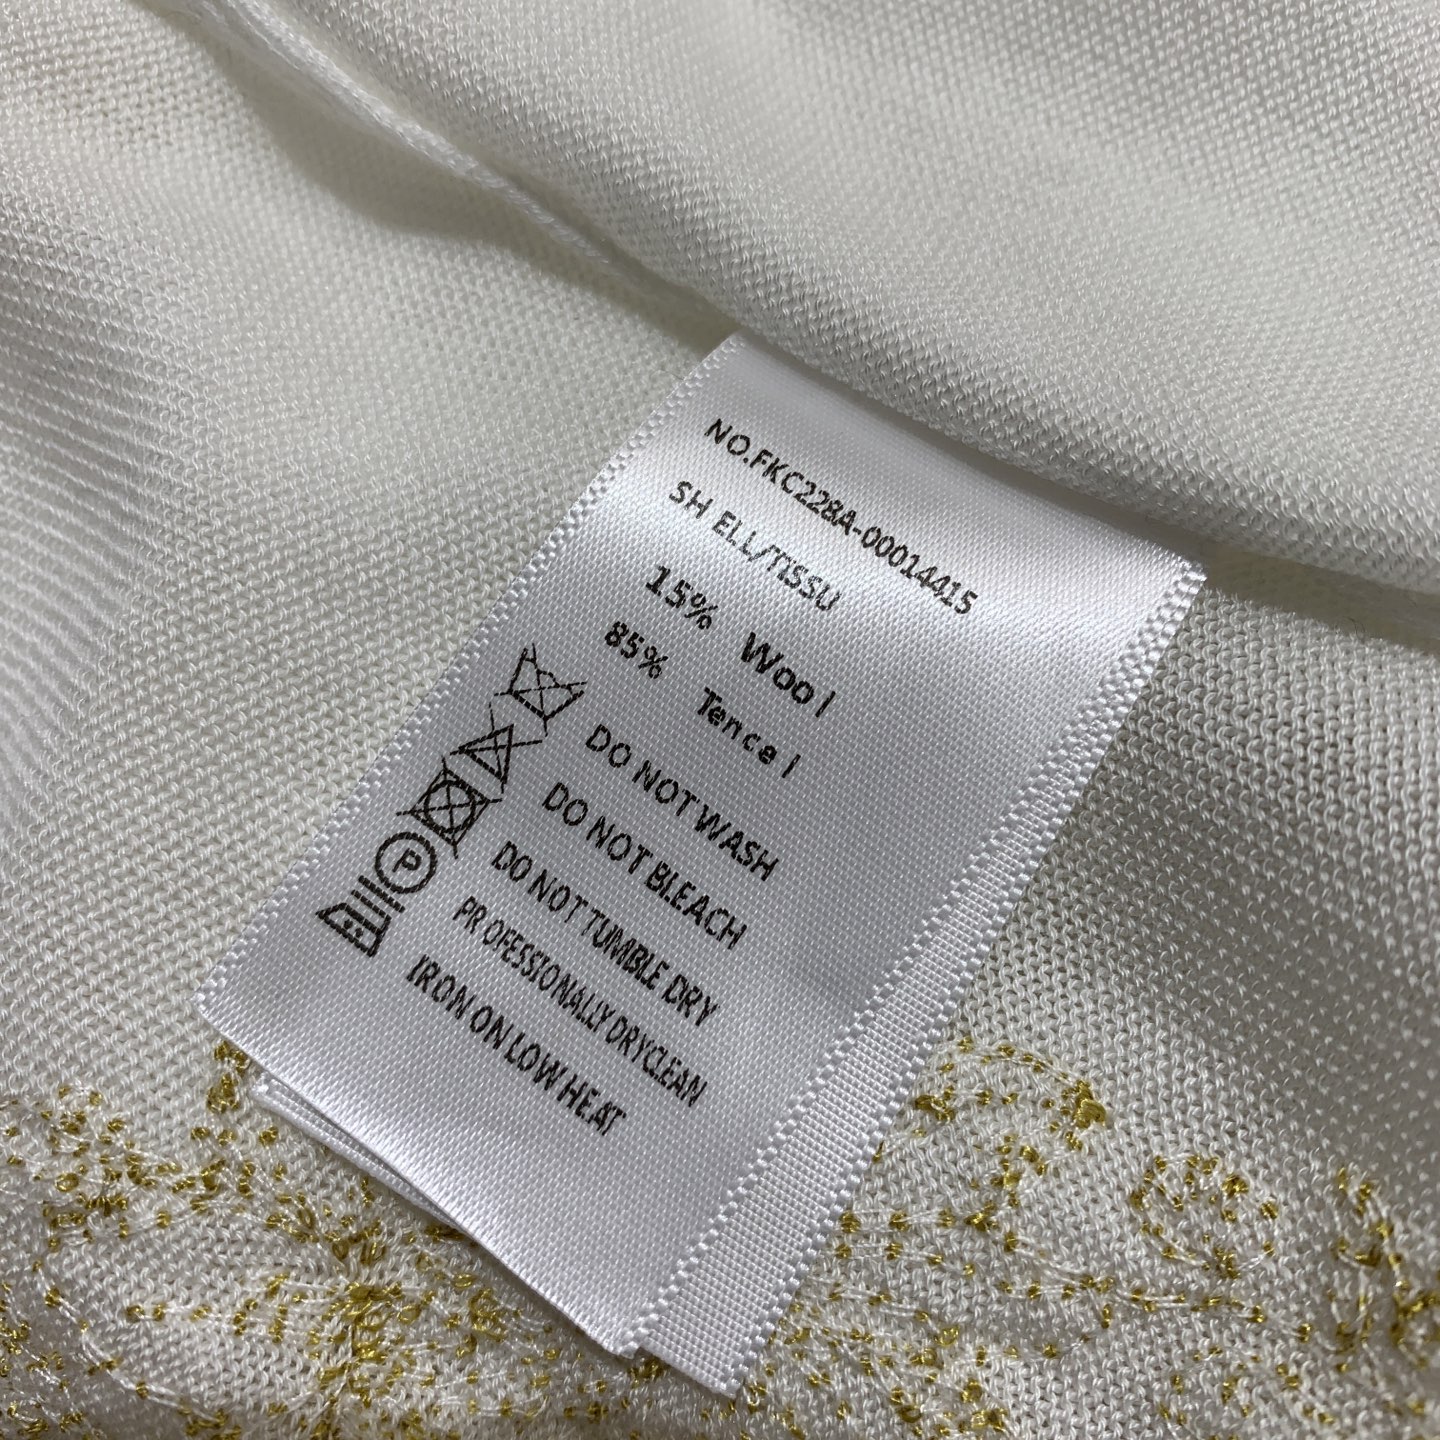 NO.FKC228A-00014415
SH ELL/TISSU
15% Wool
85% Tencel
DO NOT WASH
DO NOT BLEACH
DO NOT TUMBLE DRY
P
PR OFESSIONALLY DRYCLEAN
IRON ON LOW HEAT